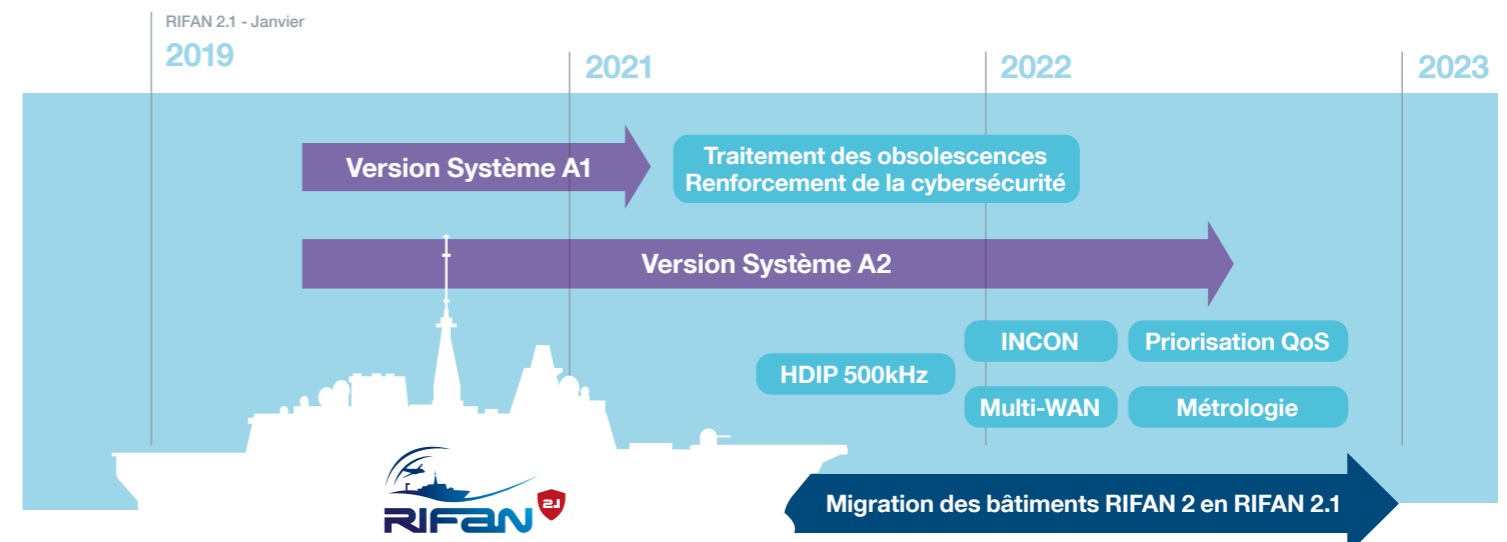 RIFAN 2.1 - Janvier
2019
2021
2022
2023
Version Système A1
Traitement des obsolescences
Renforcement de la cybersécurité
Version Système A2
INCON
Priorisation QoS
HDIP 500kHz
Multi-WAN
Métrologie
RIFAN
2.1
Migration des bâtiments RIFAN 2 en RIFAN 2.1